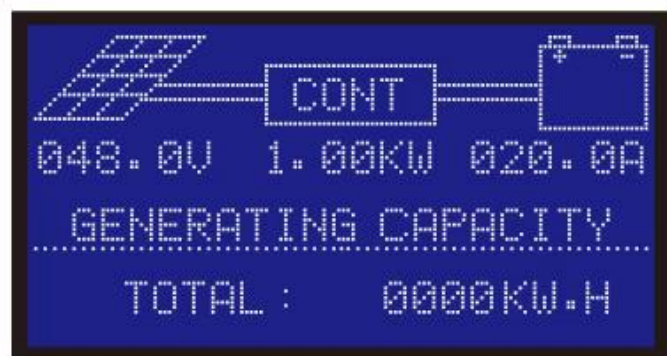 CONT
+ -
048.0V 1.00KW 020.0A
GENERATING CAPACITY
TOTAL: 0000KW.H